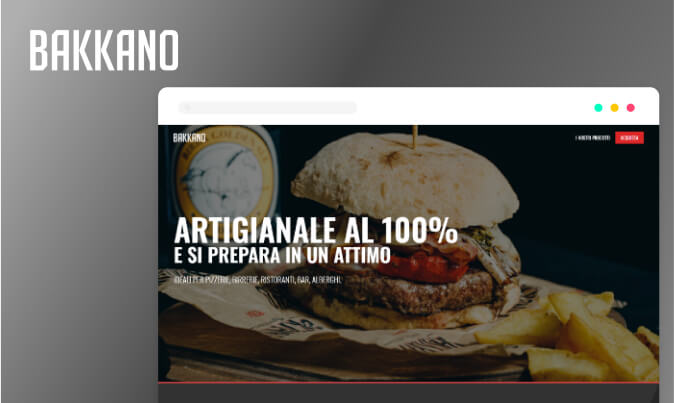 BAKKANO
BAKKANO
I NOSTRI PRODOTTI
ACQUISTA
ARTIGIANALE AL 100%
E SI PREPARA IN UN ATTIMO
IDEALI PER PIZZERIE, BIRRERIE, RISTORANTI, BAR, ALBERGHI.